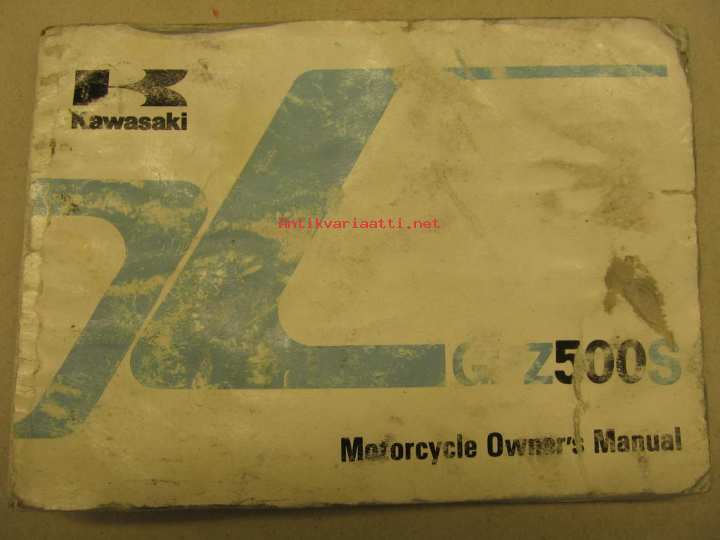 Kawasaki
Antikvariaatti.net
GPZ500S
Motorcycle Owner's Manual